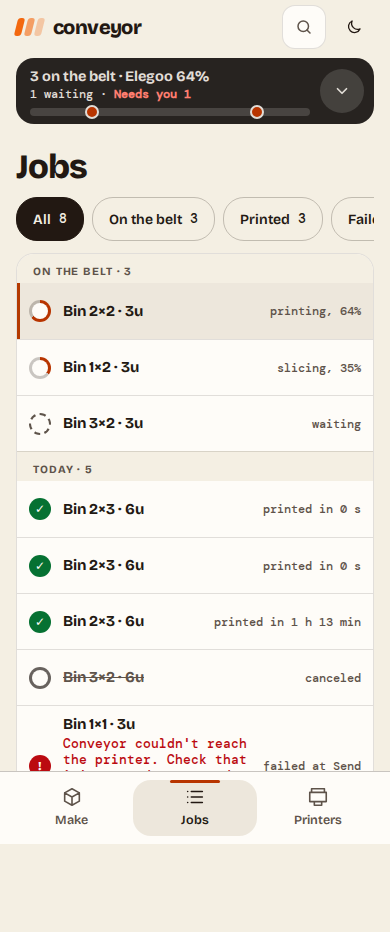 conveyor
3 on the belt · Elegoo 64%
1 waiting · Needs you 1
Jobs
All 8
On the belt 3
Printed 3
ON THE BELT · 3
Bin 2×2 · 3u
printing, 64%
Bin 1×2 · 3u
slicing, 35%
Bin 3×2 · 3u
waiting
TODAY · 5
Bin 2×3 · 6u
printed in 0 s
Bin 2×3 · 6u
printed in 0 s
Bin 2×3 · 6u
printed in 1 h 13 min
Bin 3×2 · 6u
canceled
Bin 1×1 · 3u
Conveyor couldn't reach
the printer. Check that
failed at Send
Make
Jobs
Printers